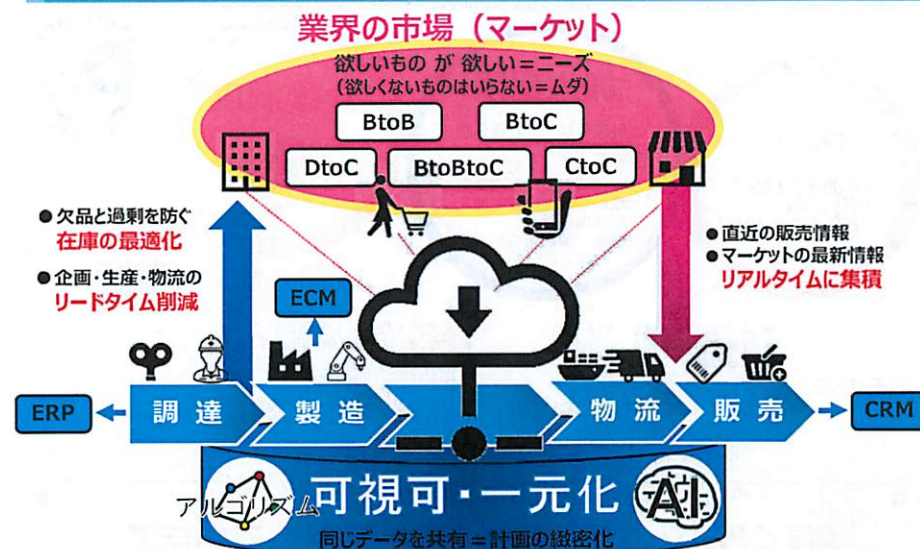 業界の市場（マーケット）
欲しいもの が 欲しい＝ニーズ
（欲しくないものはいらない＝ムダ）
BtoB
BtoC
DtoC
BtoBtoC
CtoC
● 欠品と過剰を防ぐ
在庫の最適化
● 企画・生産・物流の
リードタイム削減
● 直近の販売情報
● マーケットの最新情報
リアルタイムに集積
ECM
ERP
調達
製造
物流
販売
CRM
アルゴリズム
可視可・一元化
AI
同じデータを共有＝計画の緻密化